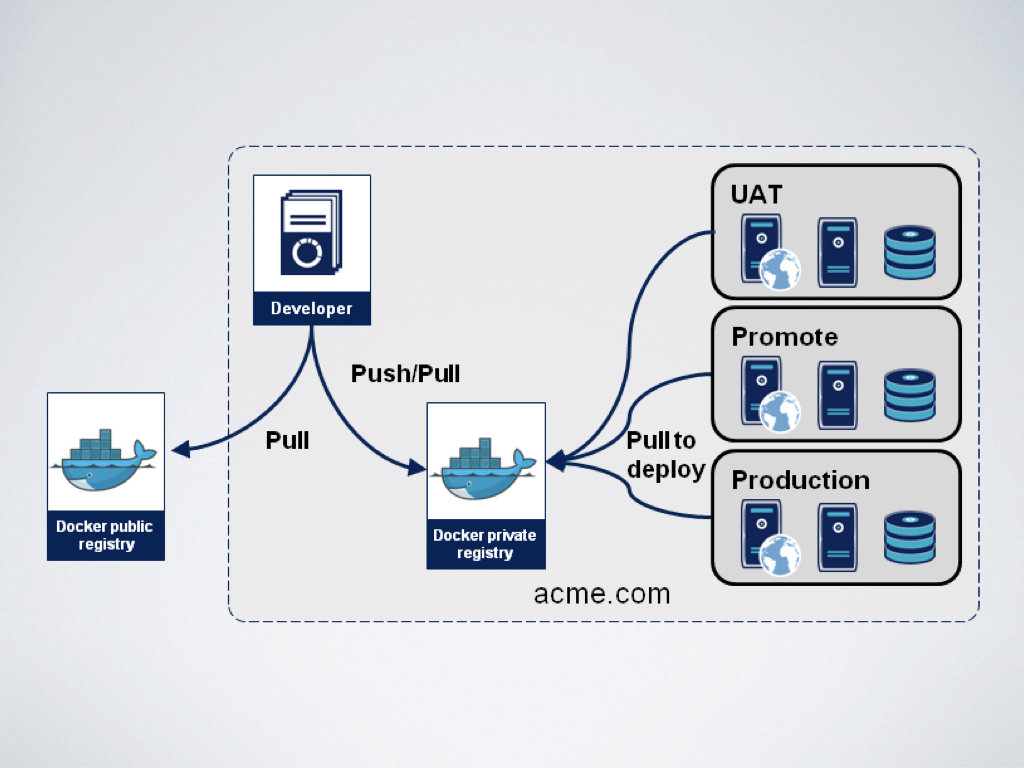 UAT
Developer
Promote
Push/Pull
Pull
Pull to
deploy
Production
Docker public
registry
Docker private
registry
acme.com